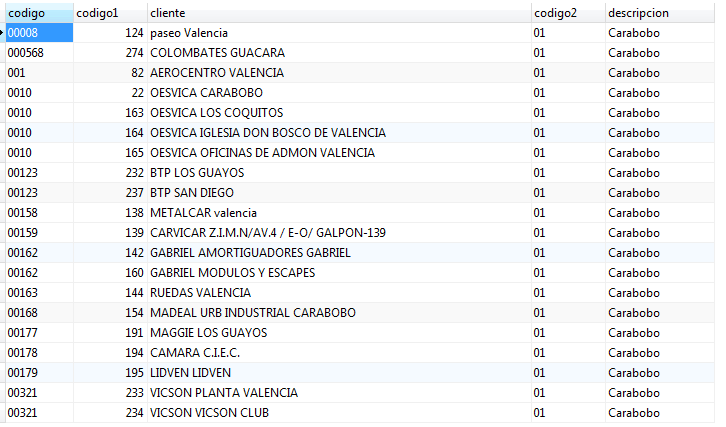 codigo codigo1 cliente codigo2 descripcion
00008 124 paseo Valencia 01 Carabobo
000568 274 COLOMBATES GUACARA 01 Carabobo
001 82 AEROCENTRO VALENCIA 01 Carabobo
0010 22 OESVICA CARABOBO 01 Carabobo
0010 163 OESVICA LOS COQUITOS 01 Carabobo
0010 164 OESVICA IGLESIA DON BOSCO DE VALENCIA 01 Carabobo
0010 165 OESVICA OFICINAS DE ADMON VALENCIA 01 Carabobo
00123 232 BTP LOS GUAYOS 01 Carabobo
00123 237 BTP SAN DIEGO 01 Carabobo
00158 138 METALCAR valencia 01 Carabobo
00159 139 CARVICAR Z.I.M.N/AV.4 / E-O/ GALPON-139 01 Carabobo
00162 142 GABRIEL AMORTIGUADORES GABRIEL 01 Carabobo
00162 160 GABRIEL MODULOS Y ESCAPES 01 Carabobo
00163 144 RUEDAS VALENCIA 01 Carabobo
00168 154 MADEAL URB INDUSTRIAL CARABOBO 01 Carabobo
00177 191 MAGGIE LOS GUAYOS 01 Carabobo
00178 194 CAMARA C.I.E.C. 01 Carabobo
00179 195 LIDVEN LIDVEN 01 Carabobo
00321 233 VICSON PLANTA VALENCIA 01 Carabobo
00321 234 VICSON VICSON CLUB 01 Carabobo